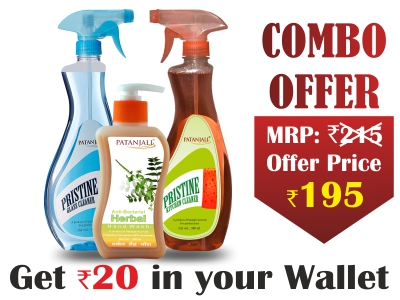 COMBO
OFFER
MRP: ₹215
Offer Price
₹195
PATANJALI
PRISTINE
GLASS CLEANER
PATANJALI
Anti-Bacterial
Herbal
Hand Wash
PATANJALI
PRISTINE
KITCHEN CLEANER
Get ₹20 in your Wallet